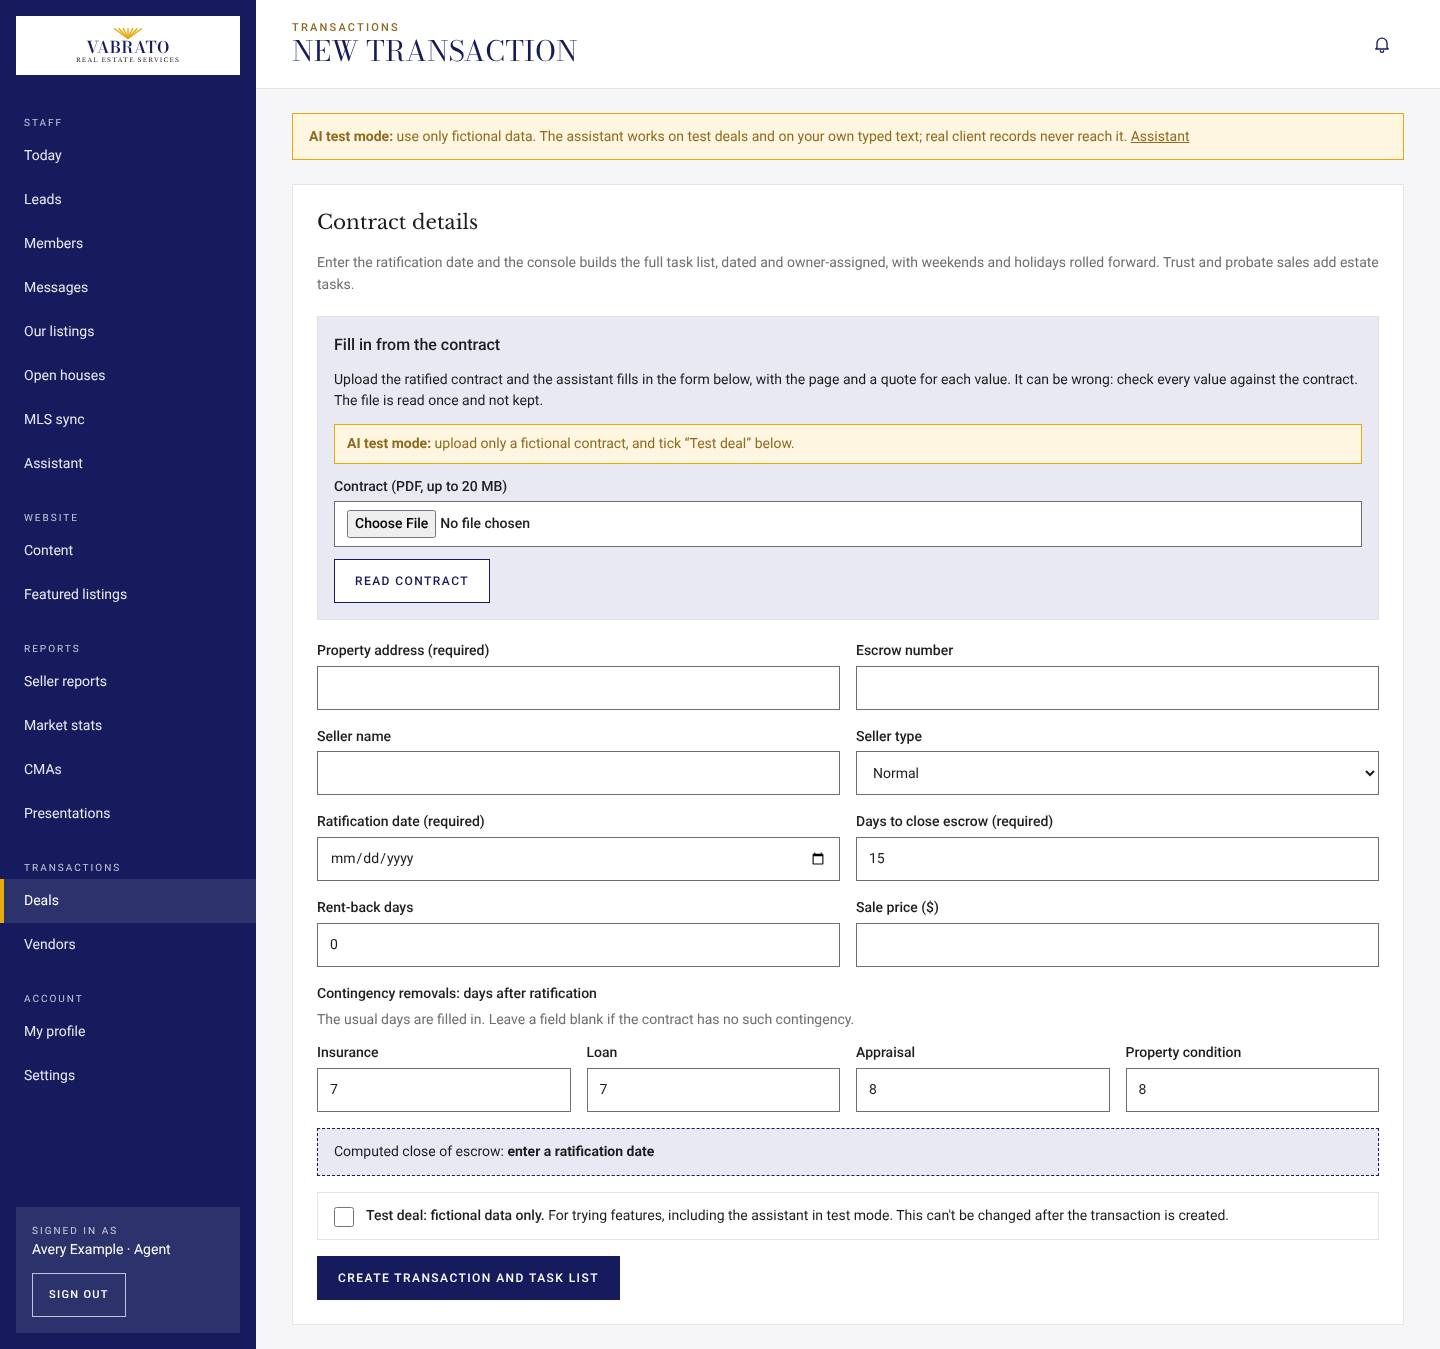 VABRATO
REAL ESTATE SERVICES
STAFF
Today
Leads
Members
Messages
Our listings
Open houses
MLS sync
Assistant
WEBSITE
Content
Featured listings
REPORTS
Seller reports
Market stats
CMAs
Presentations
TRANSACTIONS
Deals
Vendors
ACCOUNT
My profile
Settings
SIGNED IN AS
Avery Example · Agent
SIGN OUT
TRANSACTIONS
NEW TRANSACTION
AI test mode: use only fictional data. The assistant works on test deals and on your own typed text; real client records never reach it. Assistant
Contract details
Enter the ratification date and the console builds the full task list, dated and owner-assigned, with weekends and holidays rolled forward. Trust and probate sales add estate
tasks.
Fill in from the contract
Upload the ratified contract and the assistant fills in the form below, with the page and a quote for each value. It can be wrong: check every value against the contract.
The file is read once and not kept.
AI test mode: upload only a fictional contract, and tick “Test deal” below.
Contract (PDF, up to 20 MB)
Choose File No file chosen
READ CONTRACT
Property address (required)
Escrow number
Seller name
Seller type
Normal
Ratification date (required)
Days to close escrow (required)
mm/dd/yyyy
15
Rent-back days
Sale price ($)
0
Contingency removals: days after ratification
The usual days are filled in. Leave a field blank if the contract has no such contingency.
Insurance
Loan
Appraisal
Property condition
7
7
8
8
Computed close of escrow: enter a ratification date
Test deal: fictional data only. For trying features, including the assistant in test mode. This can't be changed after the transaction is created.
CREATE TRANSACTION AND TASK LIST